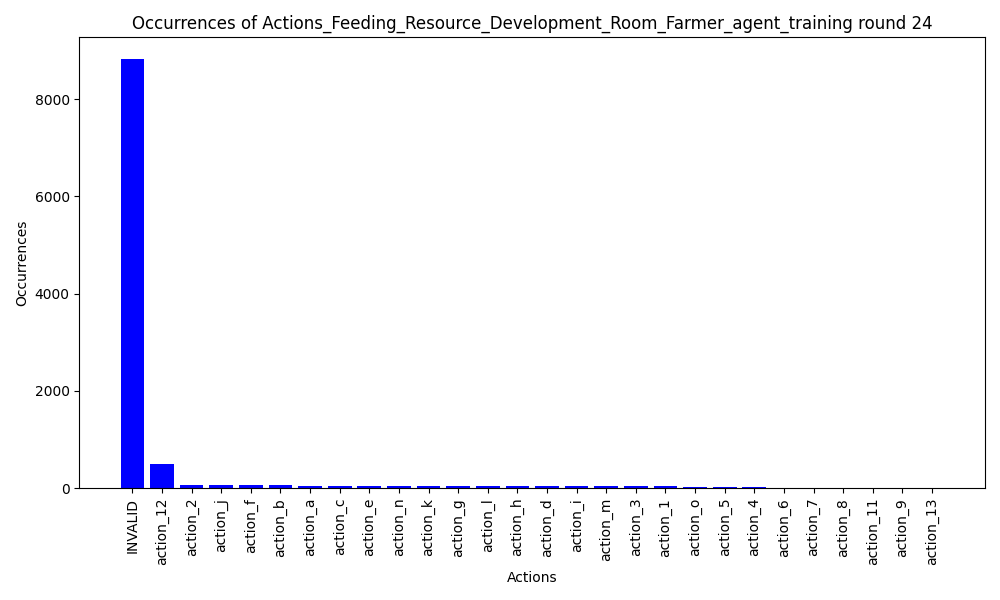 Occurrences of Actions_Feeding_Resource_Development_Room_Farmer_agent_training round 24
Occurrences
8000
6000
4000
2000
0
INVALID
action_12
action_2
action_j
action_f
action_b
action_a
action_c
action_e
action_n
action_k
action_g
action_l
action_h
action_d
action_i
action_m
action_3
action_1
action_o
action_5
action_4
action_6
action_7
action_8
action_11
action_9
action_13
Actions